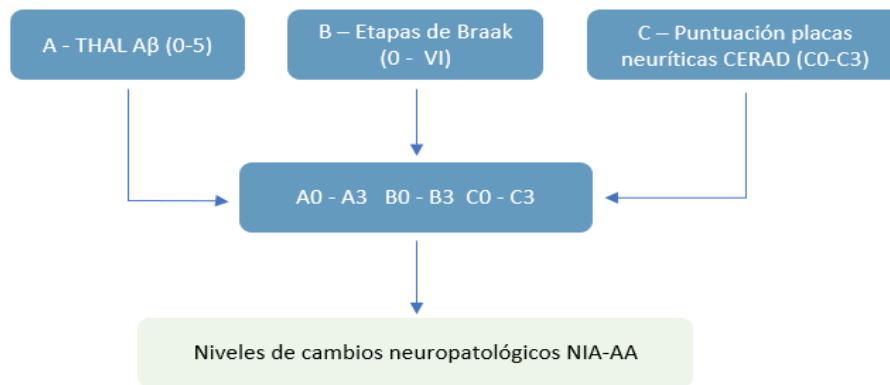 A - THAL Aβ (0-5)
B – Etapas de Braak
(0 -  VI)
C – Puntuación placas
neuríticas CERAD (C0-C3)
A0 - A3   B0 - B3  C0 - C3
Niveles de cambios neuropatológicos NIA-AA